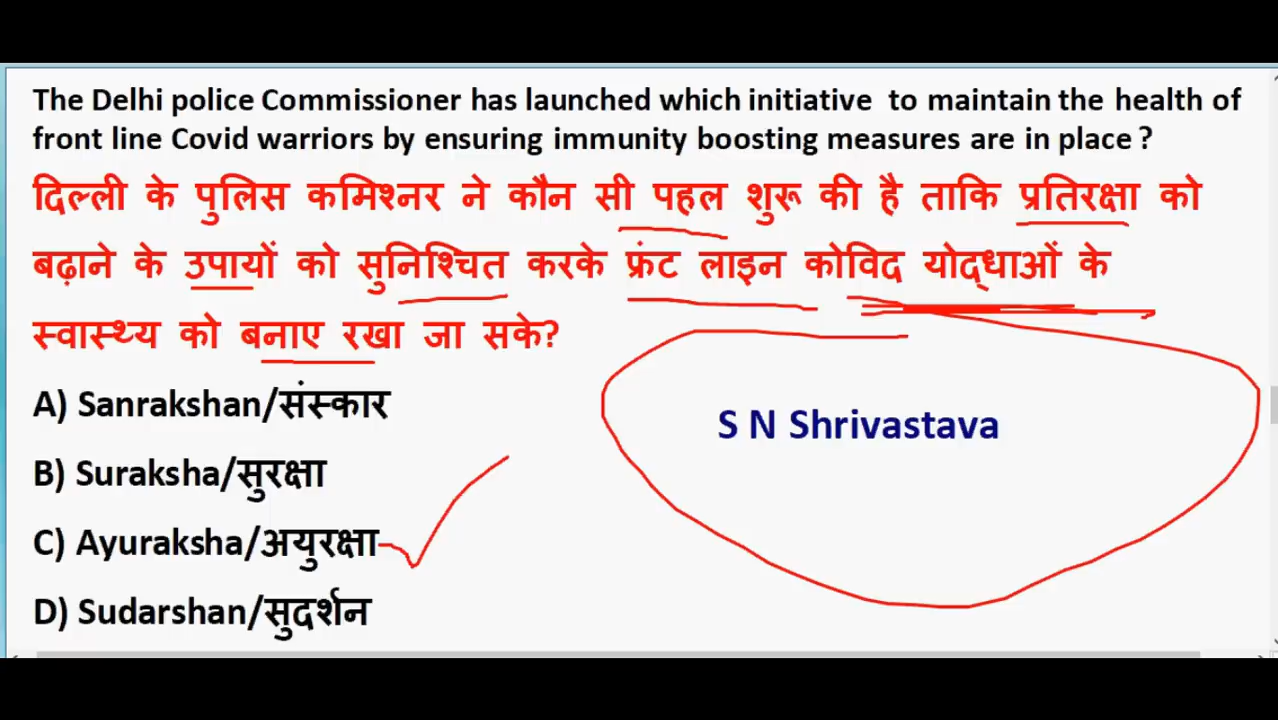 The Delhi police Commissioner has launched which initiative to maintain the health of
front line Covid warriors by ensuring immunity boosting measures are in place ?
दिल्ली के पुलिस कमिश्नर ने कौन सी पहल शुरू की है ताकि प्रतिरक्षा को
बढ़ाने के उपायों को सुनिश्चित करके फ्रंट लाइन कोविद योद्धाओं के
स्वास्थ्य को बनाए रखा जा सके?
A) Sanrakshan/संस्कार
S N Shrivastava
B) Suraksha/सुरक्षा
C) Ayuraksha/अयुरक्षा
D) Sudarshan/सुदर्शन